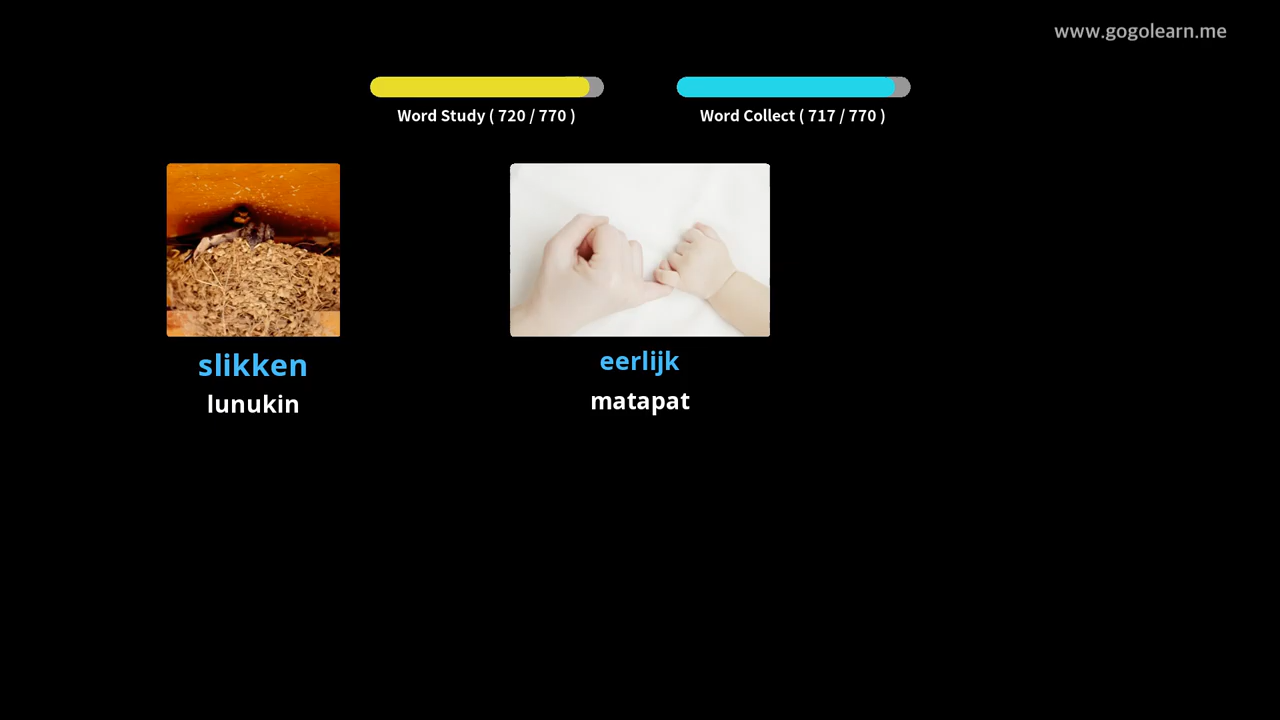 www.gogolearn.me
Word Study ( 720 / 770 )
Word Collect ( 717 / 770 )
slikken
lunukin
eerlijk
matapat